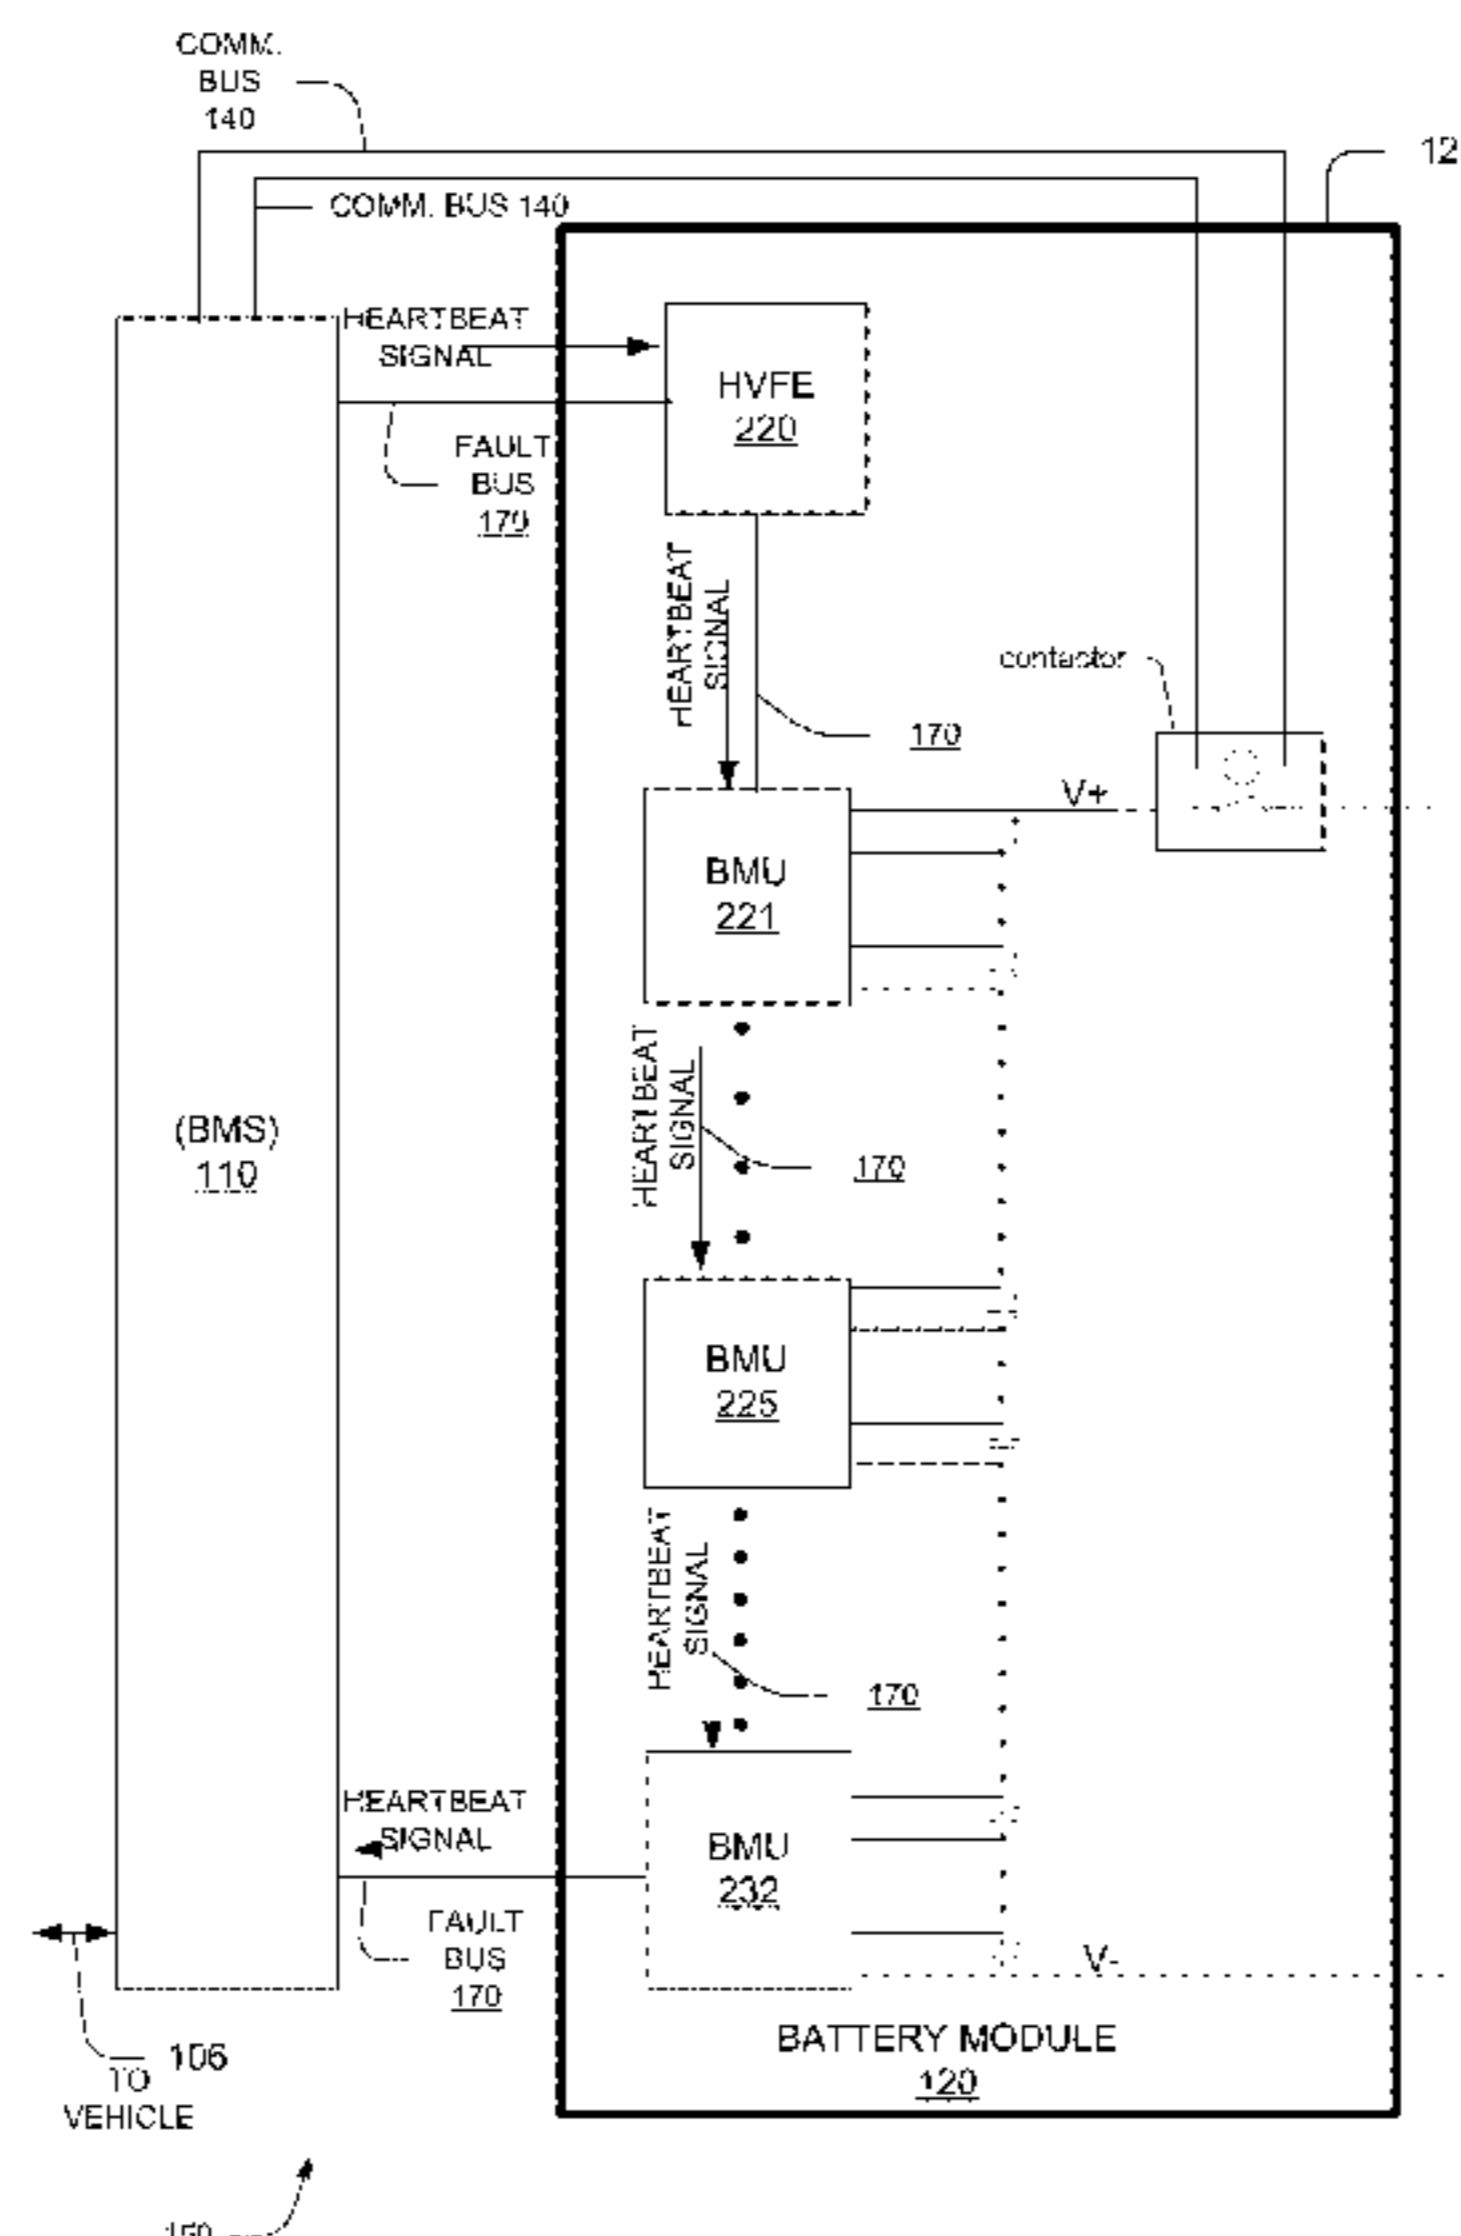 COMM.
BUS
140
12
COMM. BUS 140
HEARTBEAT
SIGNAL
HVFE
220
FAULT
BUS
170
HEARTBEAT
SIGNAL
contactor
170
V+
BMU
221
HEARTBEAT
SIGNAL
(BMS)
110
170
BMU
225
HEARTBEAT
SIGNAL
170
HEARTBEAT
SIGNAL
BMU
232
FAULT
BUS
170
V-
BATTERY MODULE
120
106
TO
VEHICLE